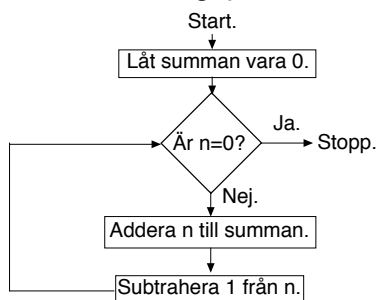 Start.
Låt summan vara 0.
Är n=0?
Ja.
Stopp.
Nej.
Addera n till summan.
Subtrahera 1 från n.